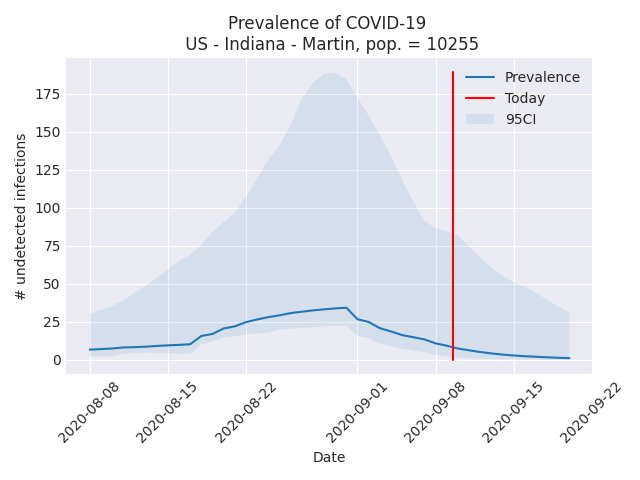 Prevalence of COVID-19
US - Indiana - Martin, pop. = 10255
Prevalence
Today
95CI
175
150
125
100
75
50
25
0
# undetected infections
2020-08-08
2020-08-15
2020-08-22
2020-09-01
2020-09-08
2020-09-15
2020-09-22
Date